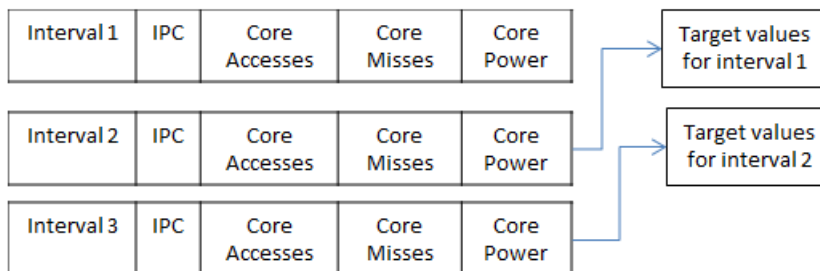 Interval 1 IPC Core Accesses Core Misses Core Power
Target values for interval 1
Interval 2 IPC Core Accesses Core Misses Core Power
Target values for interval 2
Interval 3 IPC Core Accesses Core Misses Core Power